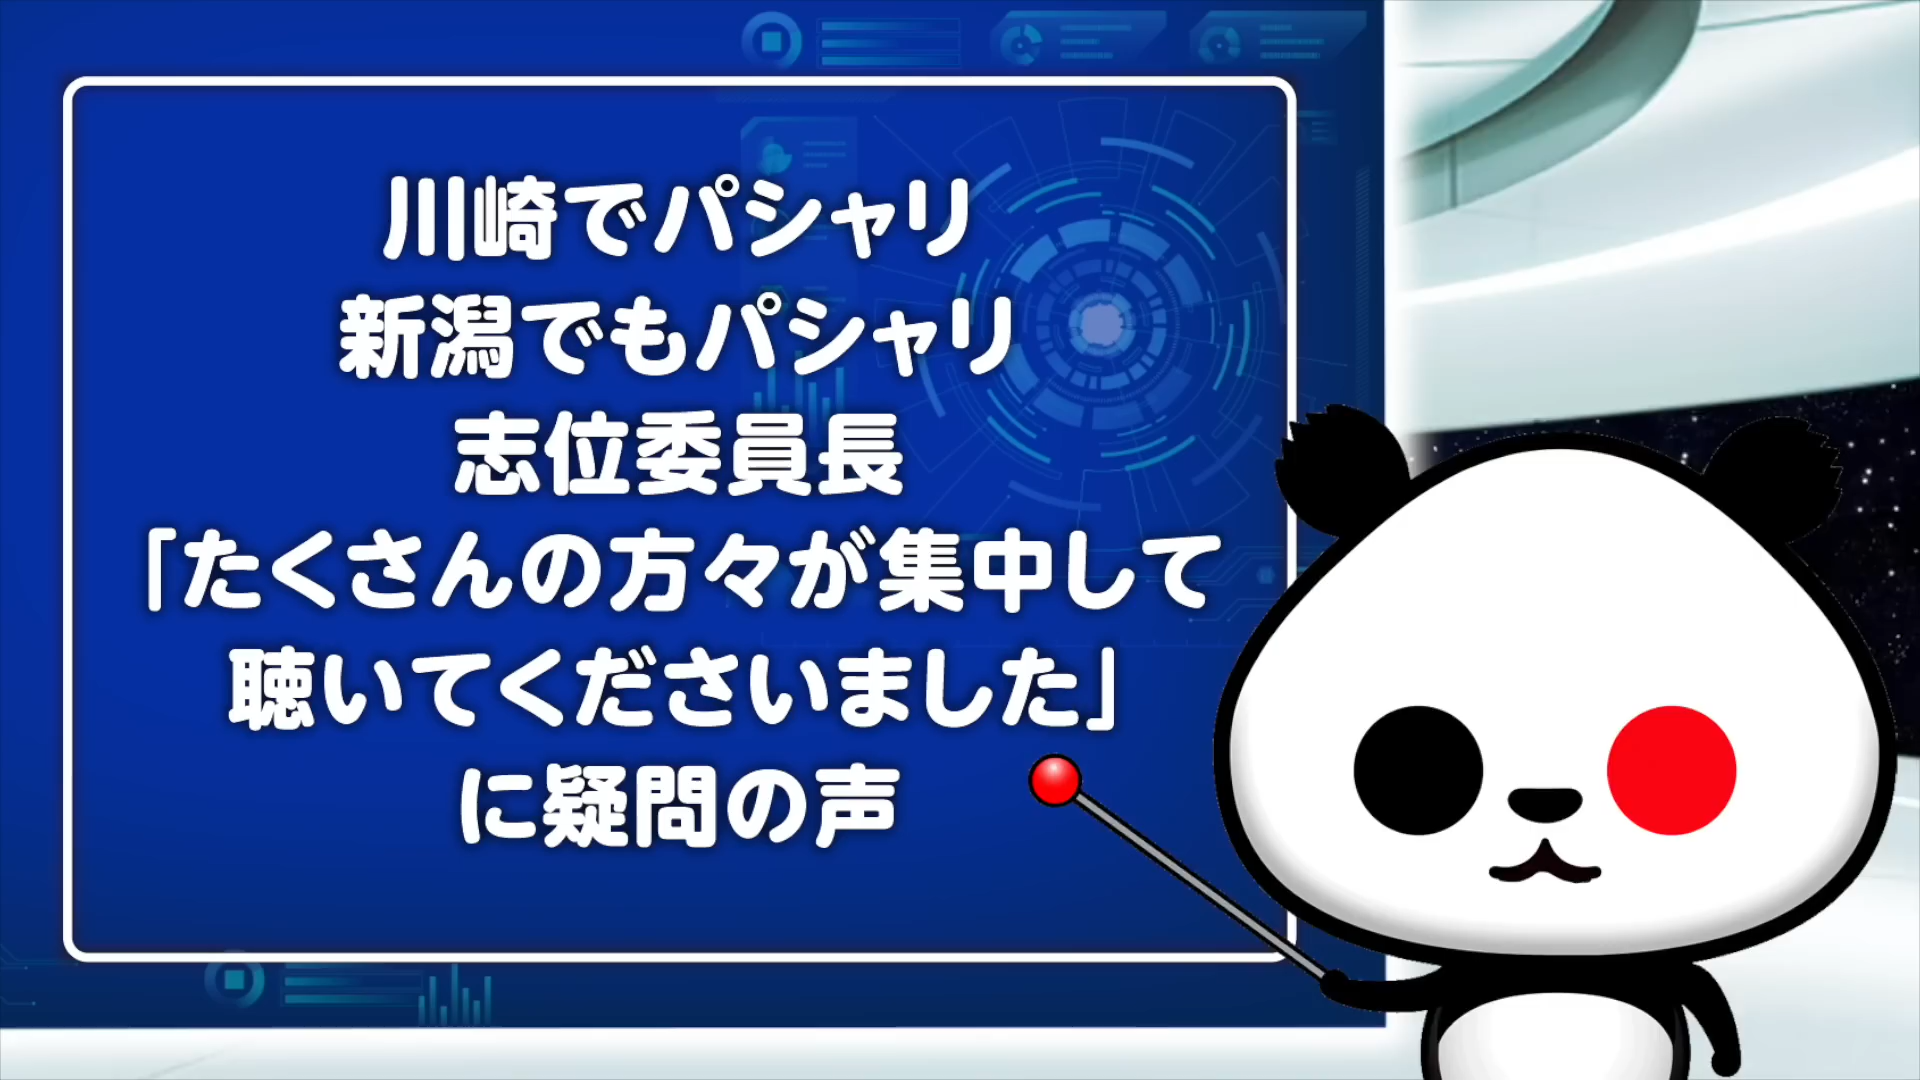 川崎でパシャリ
新潟でもパシャリ
志位委員長
「たくさんの方々が集中して
聴いてくださいました」
に疑問の声